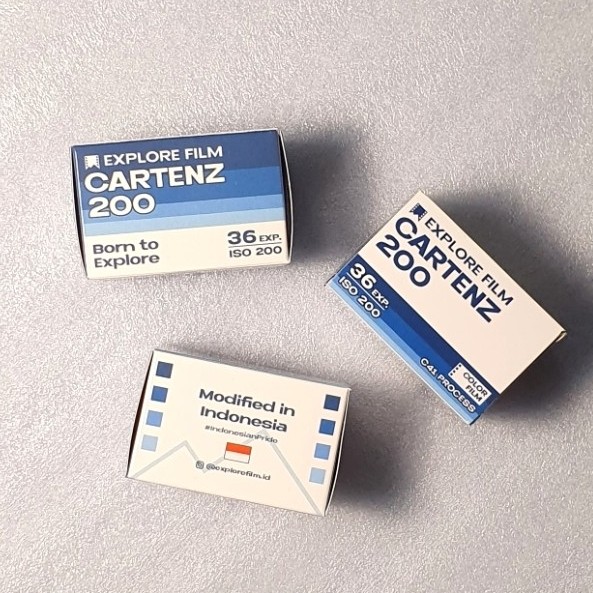 EXPLORE FILM
CARTENZ
200
Born to
Explore
36 EXP.
ISO 200
EXPLORE FILM
CARTENZ
200
36 EXP.
ISO 200
C41 PROCESS
COLOR
FILM
Modified in
Indonesia
#IndonesianPride
@explorefilm.id